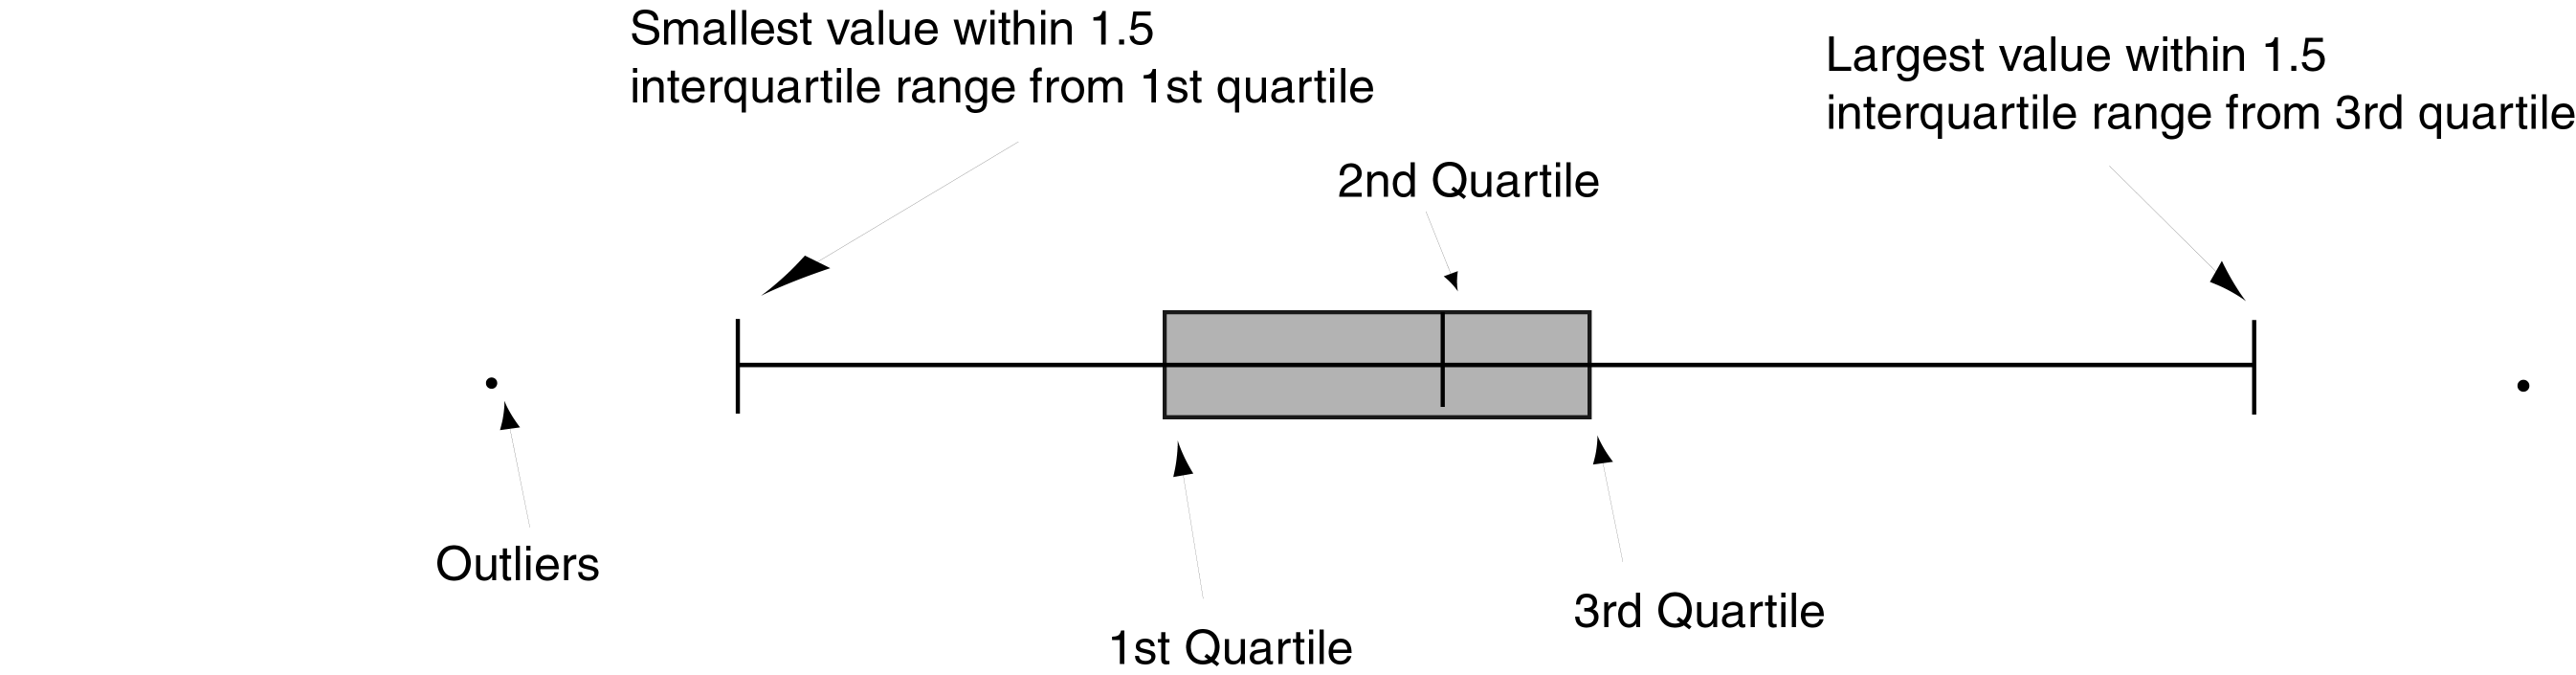 Smallest value within 1.5
interquartile range from 1st quartile
Largest value within 1.5
interquartile range from 3rd quartile
2nd Quartile
Outliers
3rd Quartile
1st Quartile